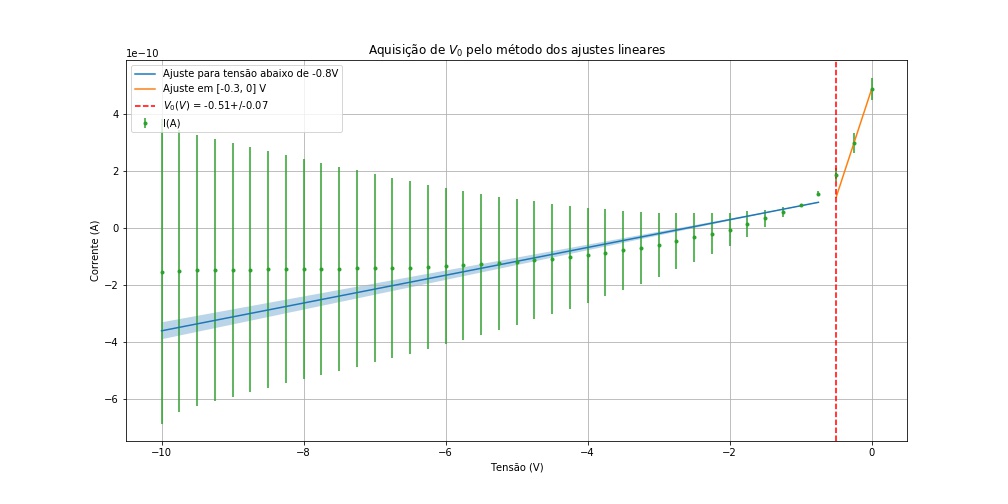 Aquisição de V₀ pelo método dos ajustes lineares
1e−10
Ajuste para tensão abaixo de -0.8V
Ajuste em [-0.3, 0] V
V₀(V) = -0.51+/-0.07
I(A)
4
2
0
−2
−4
−6
Corrente (A)
−10 −8 −6 −4 −2 0
Tensão (V)